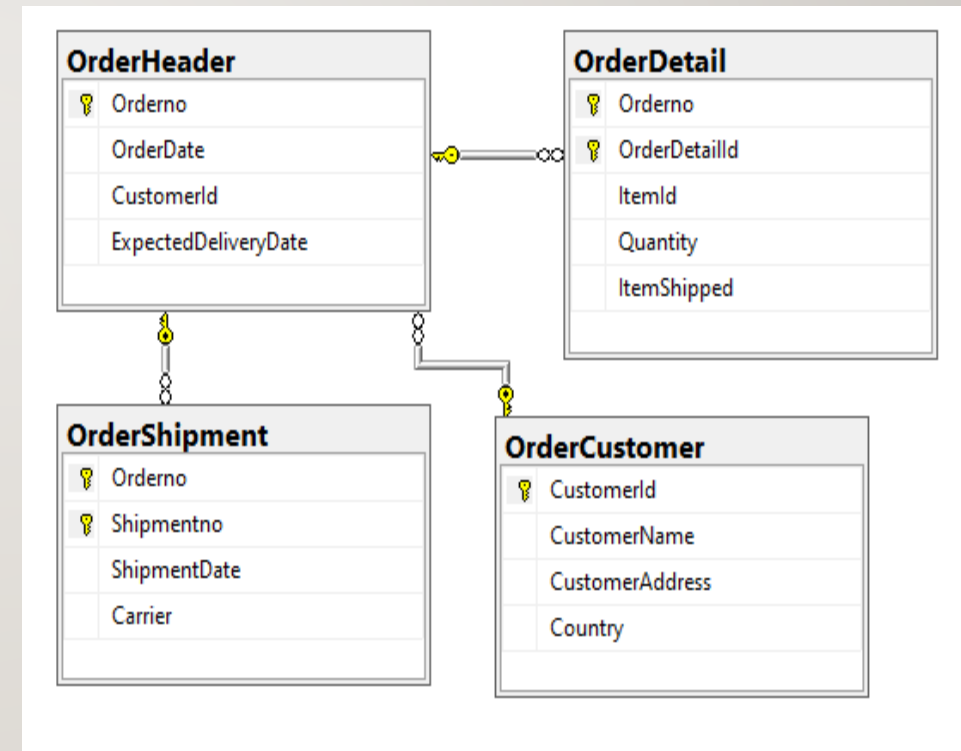 OrderHeader
Orderno
OrderDate
CustomerId
ExpectedDeliveryDate
OrderDetail
Orderno
OrderDetailId
ItemId
Quantity
ItemShipped
OrderShipment
Orderno
Shipmentno
ShipmentDate
Carrier
OrderCustomer
CustomerId
CustomerName
CustomerAddress
Country